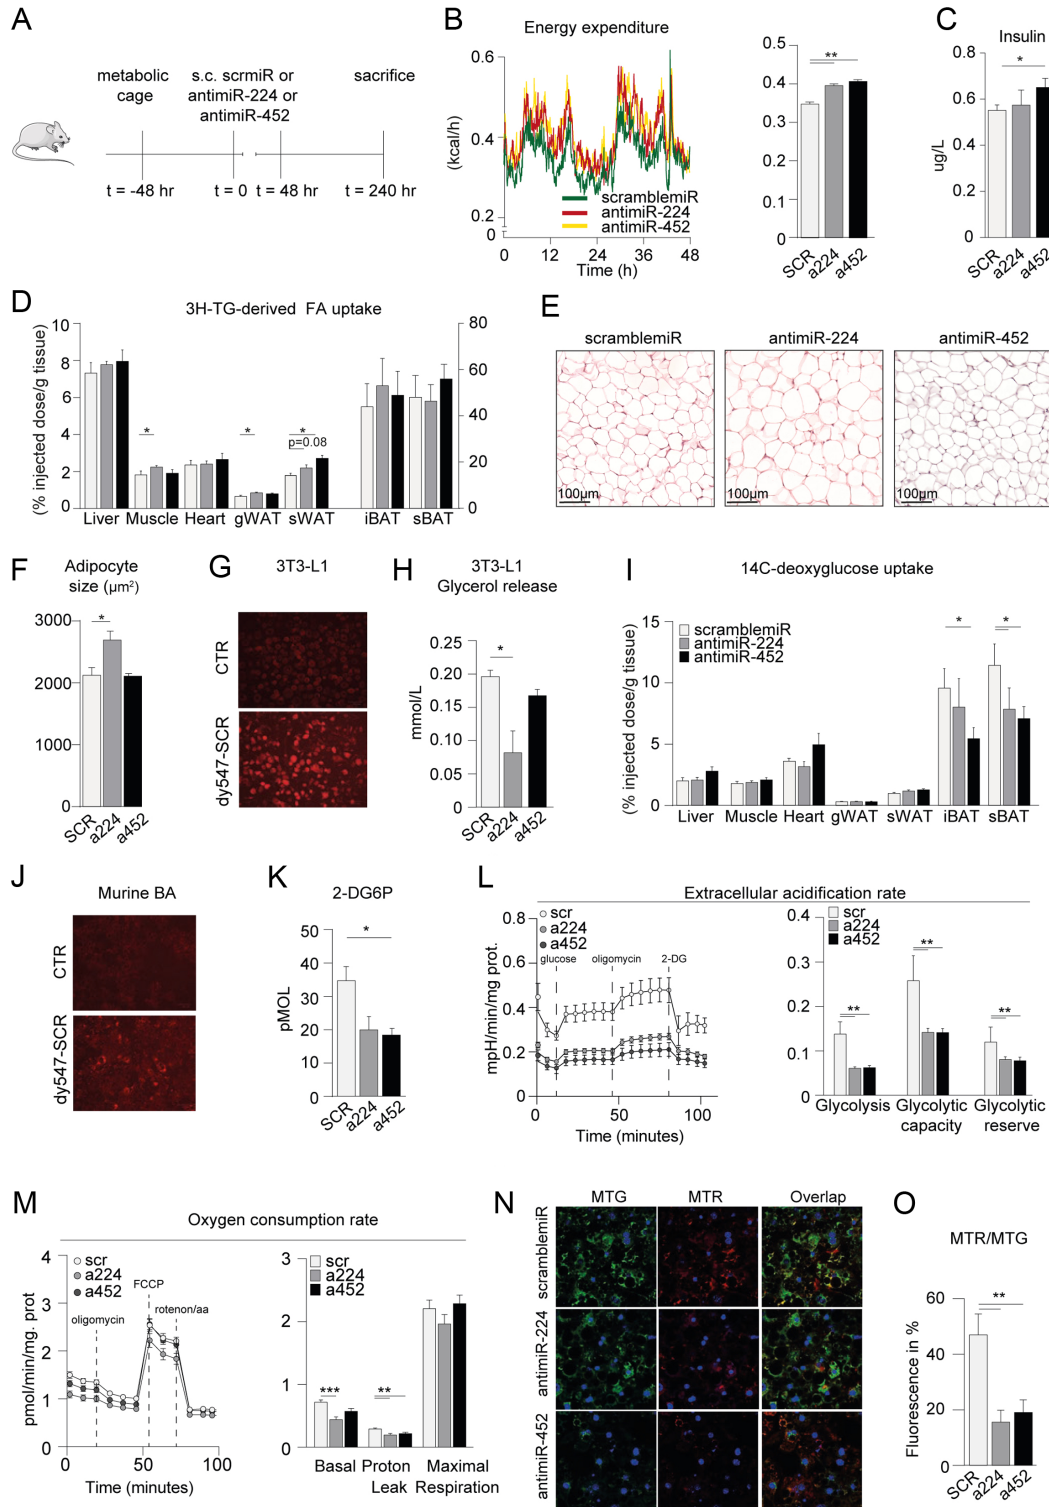 A
metabolic
cage
s.c. scrmiR or
antimiR-224 or
antimiR-452
sacrifice
t = -48 hr
t = 0
t = 48 hr
t = 240 hr
B
Energy expenditure
(kcal/h)
0.6
0.4
0.2
0
scramblemiR
antimiR-224
antimiR-452
0
12
24
36
48
Time (h)
0.5
0.4
0.3
0.2
0.1
0
**
SCR
a224
a452
C
Insulin
ug/L
0.8
0.6
0.4
0.2
0
*
SCR
a224
a452
D
3H-TG-derived FA uptake
(% injected dose/g tissue)
10
8
6
4
2
0
80
60
40
20
0
*
*
*
p=0.08
Liver
Muscle
Heart
gWAT
sWAT
iBAT
sBAT
E
scramblemiR
antimiR-224
antimiR-452
100μm
100μm
100μm
F
Adipocyte
size (μm²)
3000
2000
1000
0
*
SCR
a224
a452
G
3T3-L1
CTR
dy547-SCR
H
3T3-L1
Glycerol release
mmol/L
0.25
0.20
0.15
0.10
0.05
0
*
SCR
a224
a452
I
14C-deoxyglucose uptake
(% injected dose/g tissue)
15
10
5
0
scramblemiR
antimiR-224
antimiR-452
*
*
Liver
Muscle
Heart
gWAT
sWAT
iBAT
sBAT
J
Murine BA
CTR
dy547-SCR
K
2-DG6P
pMOL
50
40
30
20
10
0
*
SCR
a224
a452
L
Extracellular acidification rate
mpH/min/mg prot.
0.8
0.6
0.4
0.2
0
scr
a224
a452
glucose
oligomycin
2-DG
0
50
100
Time (minutes)
0.4
0.3
0.2
0.1
0
scr
a224
a452
**
**
**
Glycolysis
Glycolytic
capacity
Glycolytic
reserve
M
Oxygen consumption rate
pmol/min/mg. prot
4
3
2
1
0
scr
a224
a452
FCCP
oligomycin
rotenon/aa
0
50
100
Time (minutes)
3
2
1
0
scr
a224
a452
***
**
Basal
Proton
Leak
Maximal
Respiration
N
MTG
MTR
Overlap
scramblemiR
antimiR-224
antimiR-452
O
MTR/MTG
Fluorescence in %
60
40
20
0
**
SCR
a224
a452